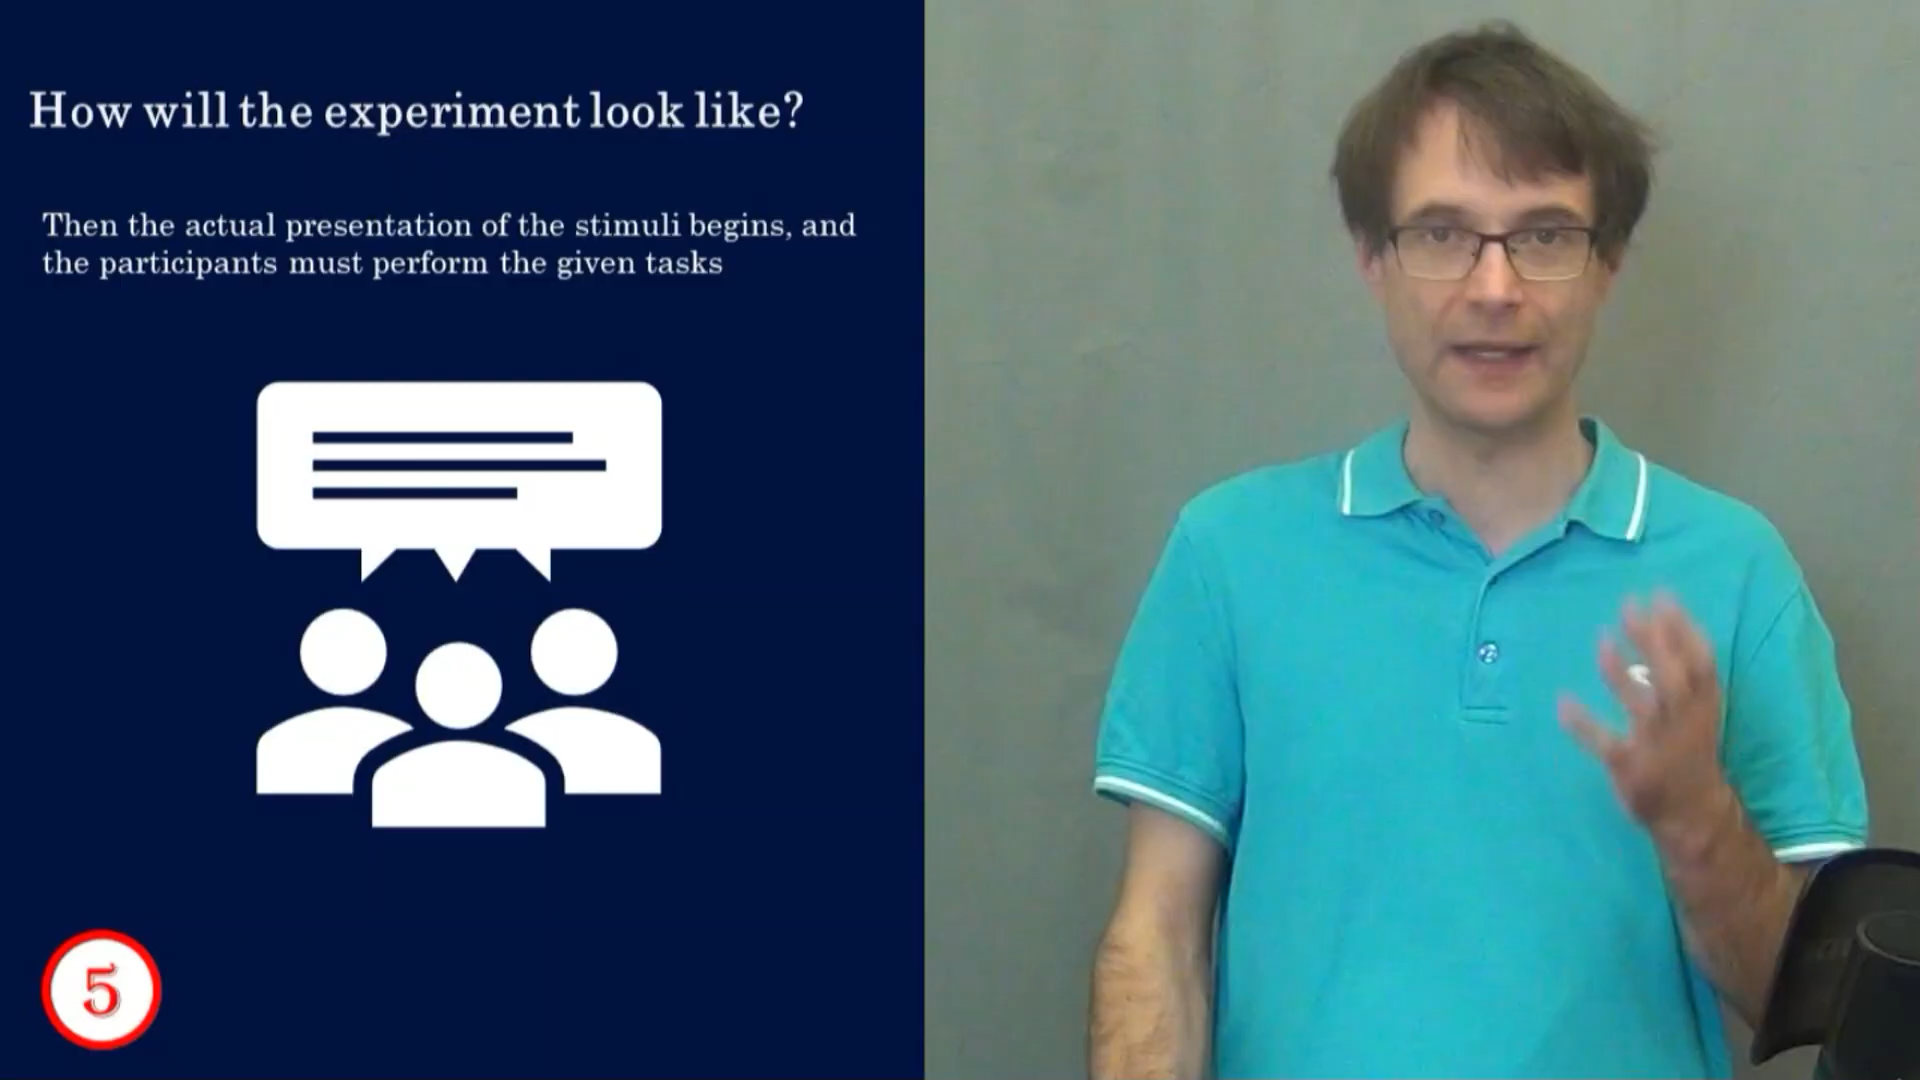 How will the experiment look like?
Then the actual presentation of the stimuli begins, and
the participants must perform the given tasks
5